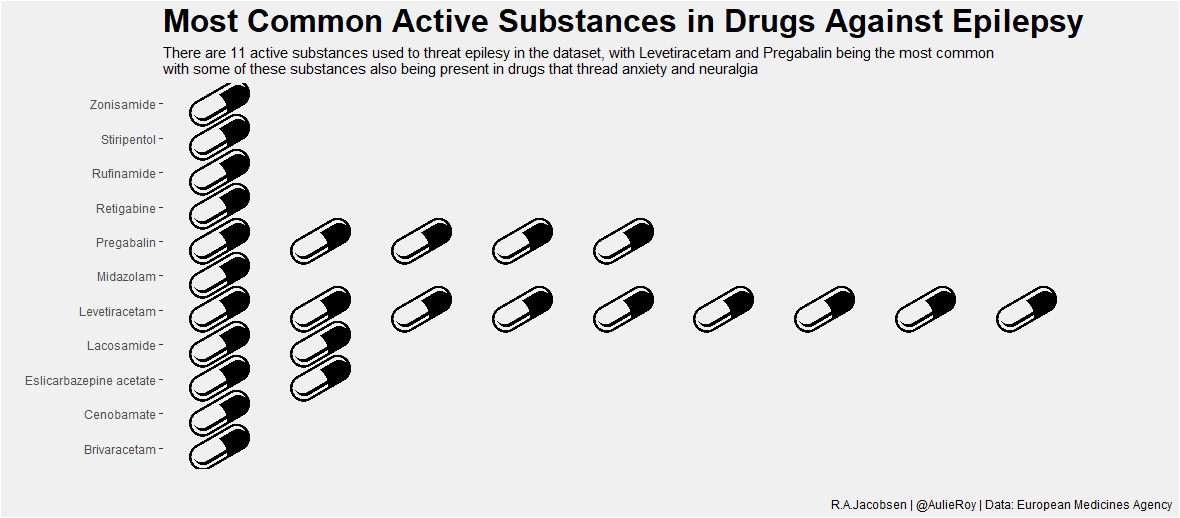 Most Common Active Substances in Drugs Against Epilepsy
There are 11 active substances used to threat epilesy in the dataset, with Levetiracetam and Pregabalin being the most common
with some of these substances also being present in drugs that thread anxiety and neuralgia
Zonisamide
Stiripentol
Rufinamide
Retigabine
Pregabalin
Midazolam
Levetiracetam
Lacosamide
Eslicarbazepine acetate
Cenobamate
Brivaracetam
R.A.Jacobsen | @AulieRoy | Data: European Medicines Agency